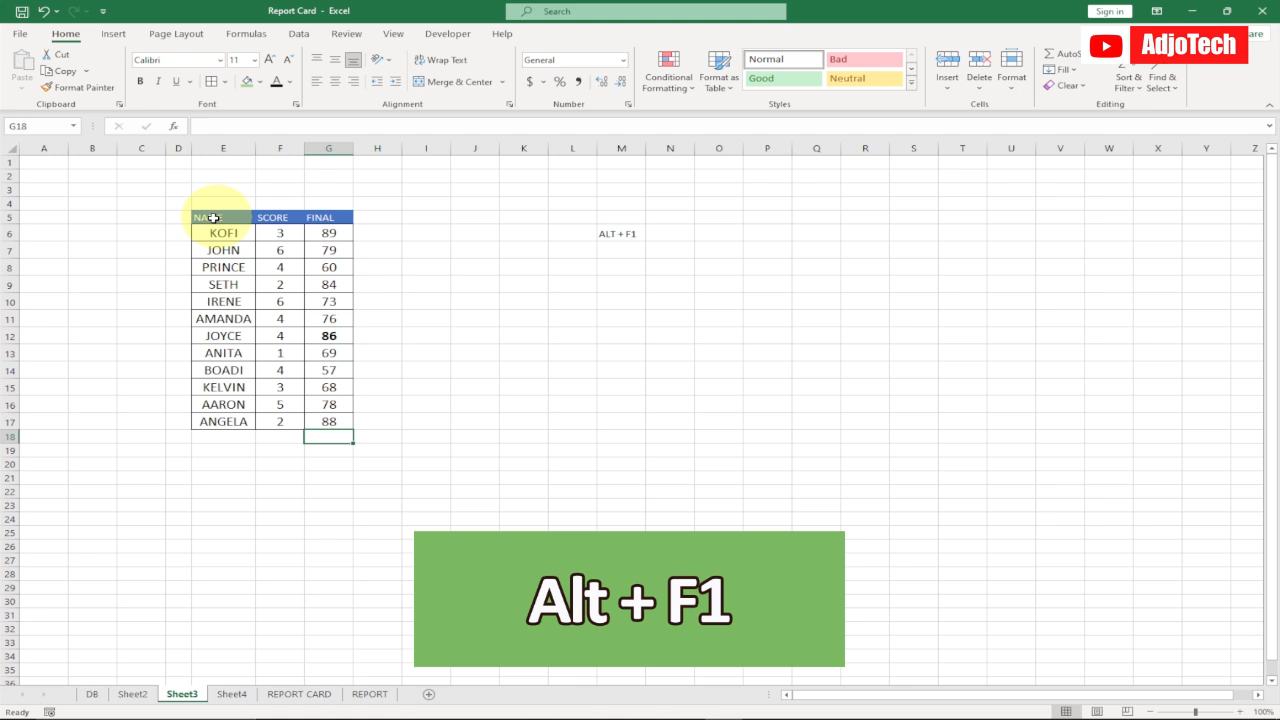 Report Card - Excel
Search
Sign in
File Home Insert Page Layout Formulas Data Review View Developer Help
AdjoTech
Paste
Cut
Copy
Format Painter
Clipboard
Calibri 11
B I U
Font
Wrap Text
Merge & Center
Alignment
General
$ % ,
Number
Conditional Formatting
Format as Table
Normal Bad
Good Neutral
Styles
Insert Delete Format
Cells
Fill
Clear
Sort & Filter
Find & Select
Editing
G18
fx
A B C D E F G H I J K L M N O P Q R S T U V W X Y Z
1
2
3
4
5 SCORE FINAL
6 KOFI 3 89 ALT + F1
7 JOHN 6 79
8 PRINCE 4 60
9 SETH 2 84
10 IRENE 6 73
11 AMANDA 4 76
12 JOYCE 4 86
13 ANITA 1 69
14 BOADI 4 57
15 KELVIN 3 68
16 AARON 5 78
17 ANGELA 2 88
18
19
20
21
22
23
24
25
26
27
28
29
30
31
32
33
34
35
Alt + F1
DB Sheet2 Sheet3 Sheet4 REPORT CARD REPORT
Ready
100%